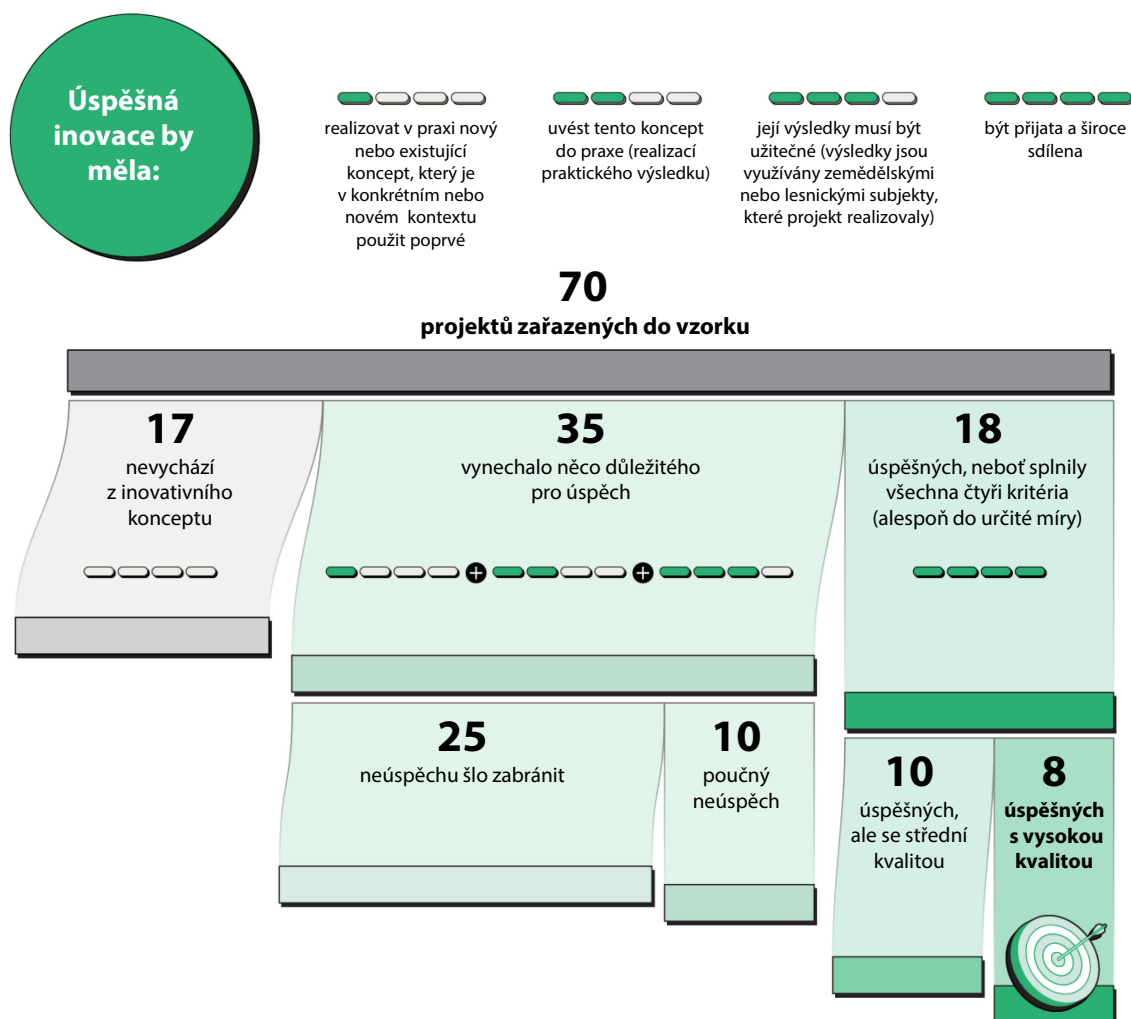 Úspěšná
inovace by
měla:
realizovat v praxi nový
nebo existující
koncept, který je
v konkrétním nebo
novém kontextu
použit poprvé
uvést tento koncept
do praxe (realizací
praktického výsledku)
její výsledky musí být
užitečné (výsledky jsou
využívány zemědělskými
nebo lesnickými subjekty,
které projekt realizovaly)
být přijata a široce
sdílena
70
projektů zařazených do vzorku
17
nevychází
z inovativního
konceptu
35
vynechalo něco důležitého
pro úspěch
18
úspěšných, neboť splnily
všechna čtyři kritéria
(alespoň do určité míry)
25
neúspěchu šlo zabránit
10
poučný
neúspěch
10
úspěšných,
ale se střední
kvalitou
8
úspěšných
s vysokou
kvalitou